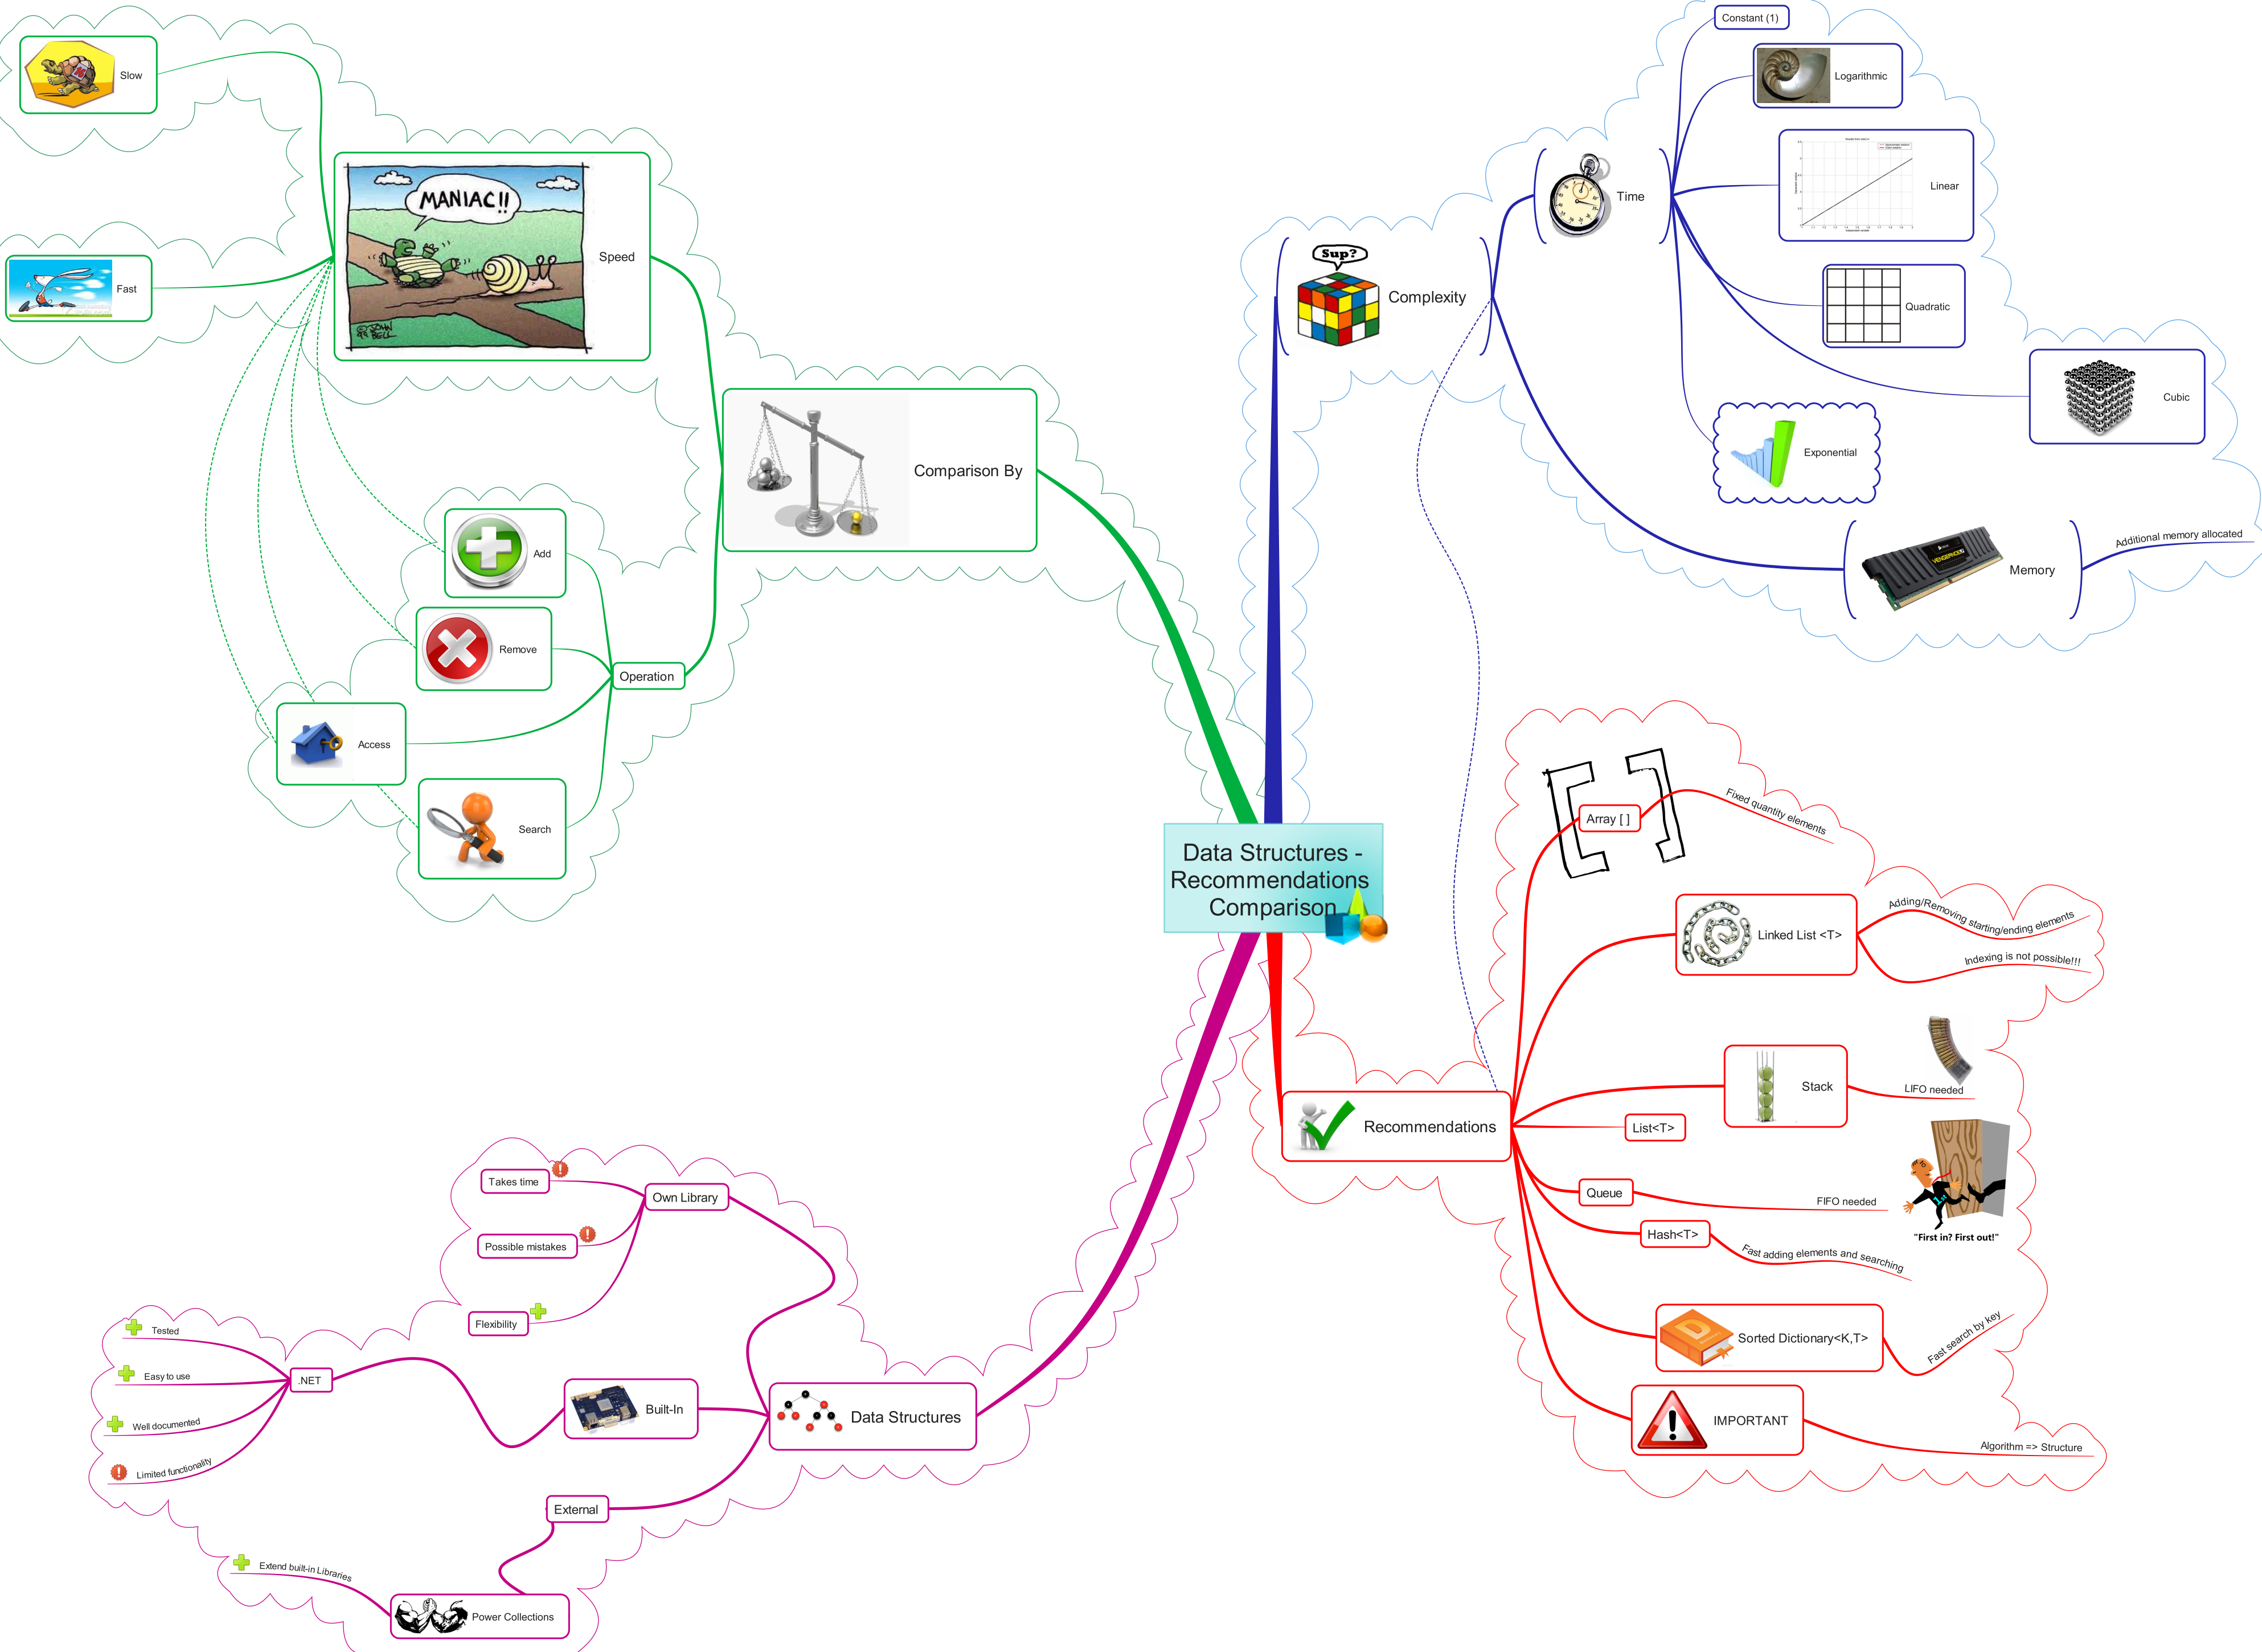 Data Structures -
Recommendations
Comparison
Comparison By
Speed
MANIAC!!
© JOHN
BELL
Slow
Fast
Operation
Add
Remove
Access
Search
Complexity
Sup?
Time
Constant (1)
Logarithmic
Linear
Quadratic
Cubic
Exponential
Memory
VENGEANCE
Additional memory allocated
Recommendations
Array [ ]
Fixed quantity elements
Linked List <T>
Adding/Removing starting/ending elements
Indexing is not possible!!!
Stack
LIFO needed
List<T>
Queue
FIFO needed
1st
"First in? First out!"
Hash<T>
Fast adding elements and searching
Sorted Dictionary<K,T>
D
Fast search by key
IMPORTANT
!
Algorithm => Structure
Data Structures
Own Library
Takes time
Possible mistakes
Flexibility
Built-In
.NET
Tested
Easy to use
Well documented
Limited functionality
External
Power Collections
Extend built-in Libraries